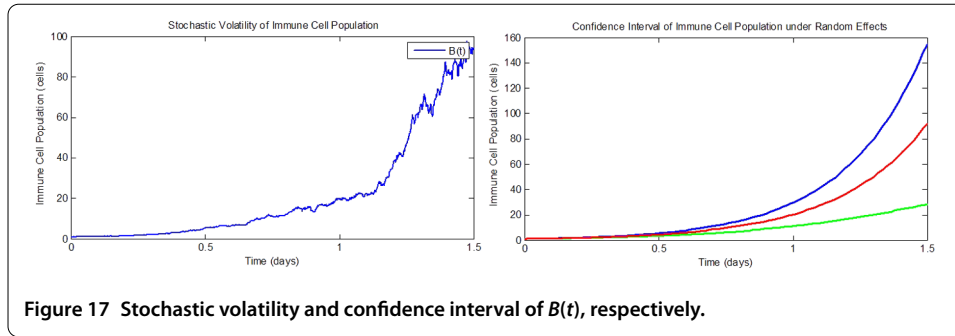 Stochastic Volatility of Immune Cell Population
100
80
60
40
20
0
Immune Cell Population (cells)
B(t)
0
0.5
1
1.5
Time (days)
Confidence Interval of Immune Cell Population under Random Effects
160
140
120
100
80
60
40
20
0
Immune Cell Population (cells)
0
0.5
1
1.5
Time (days)
Figure 17 Stochastic volatility and confidence interval of B(t), respectively.